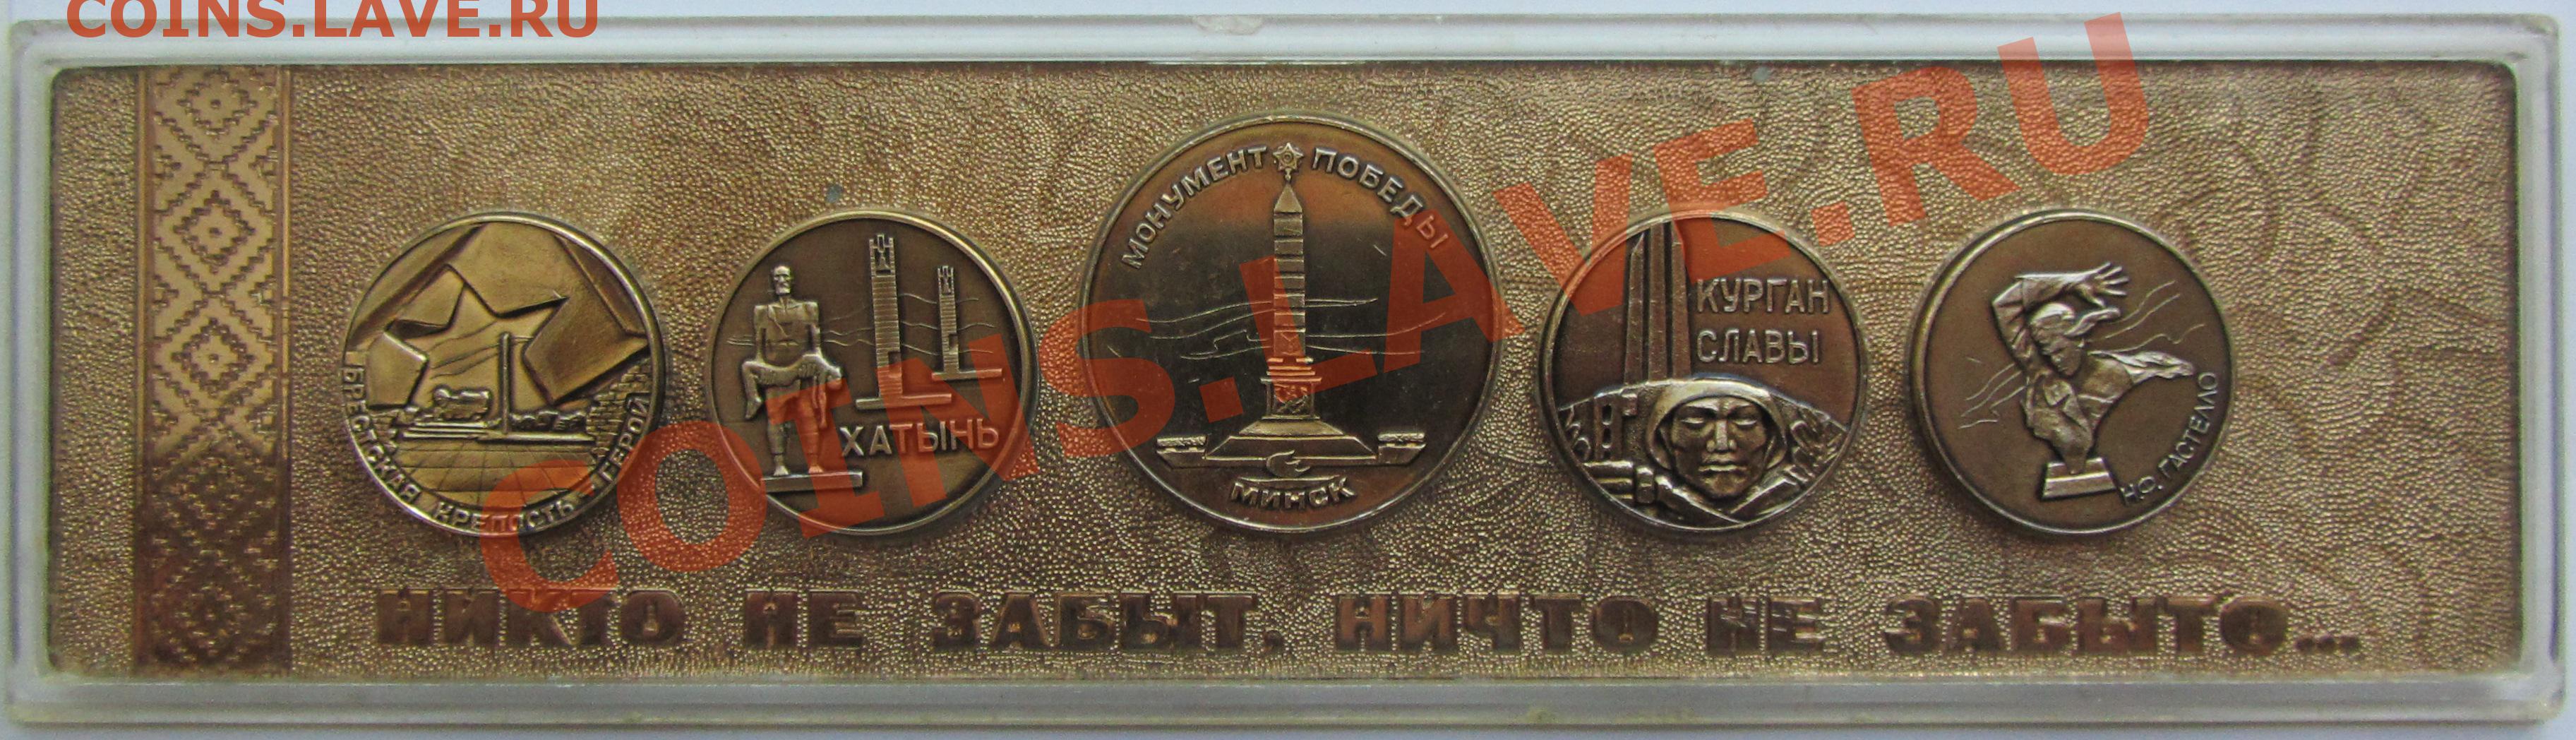 COINS.LAVE.RU
COINS.LAVE.RU
БРЕСТСКАЯ КРЕПОСТЬ - ГЕРОЙ
ХАТЫНЬ
МОНУМЕНТ ПОБЕДЫ
МИНСК
КУРГАН
СЛАВЫ
Н.Ф. ГАСТЕЛЛО
НИКТО НЕ ЗАБЫТ, НИЧТО НЕ ЗАБЫТО...